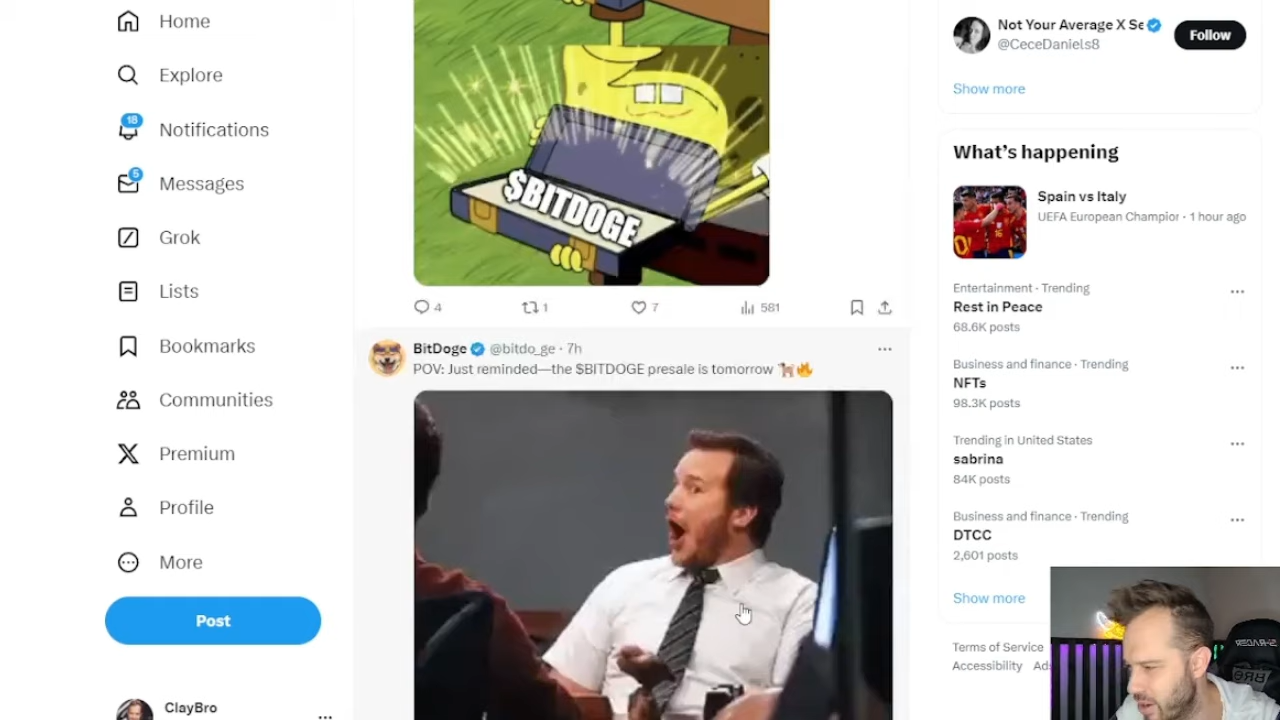 Home
Explore
18
Notifications
5
Messages
Grok
Lists
Bookmarks
Communities
Premium
Profile
More
Post
ClayBro
$BITDOGE
4
1
7
581
BitDoge @bitdo_ge · 7h
POV: Just reminded—the $BITDOGE presale is tomorrow 🐕🔥
Not Your Average X Se
@CeceDaniels8
Follow
Show more
What's happening
Spain vs Italy
UEFA European Champior · 1 hour ago
Entertainment · Trending
Rest in Peace
68.6K posts
Business and finance · Trending
NFTs
98.3K posts
Trending in United States
sabrina
84K posts
Business and finance · Trending
DTCC
2,601 posts
Show more
Terms of Service
Accessibility